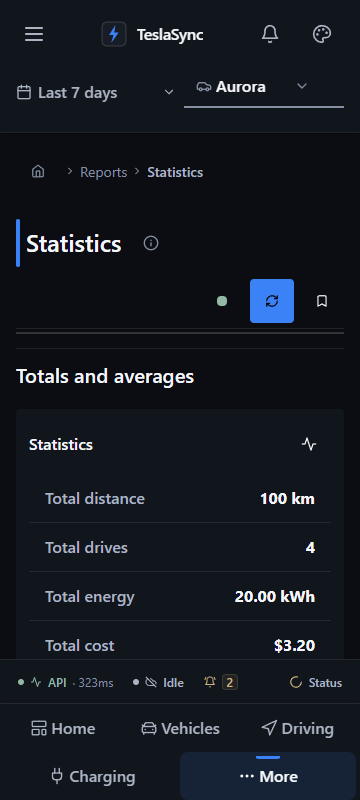 TeslaSync
Last 7 days
Aurora
Reports
Statistics
Statistics
Totals and averages
Statistics
Total distance 100 km
Total drives 4
Total energy 20.00 kWh
Total cost $3.20
API · 323ms Idle 2 Status
Home Vehicles Driving
Charging More